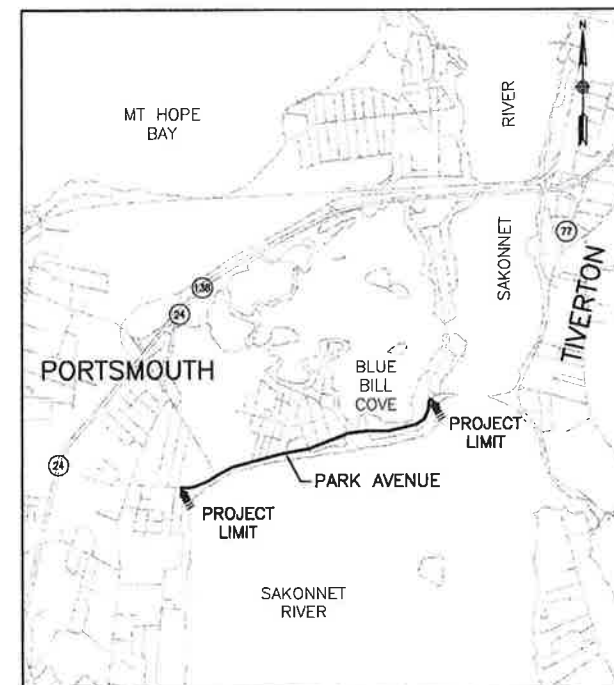 N
MT HOPE
BAY
RIVER
SAKONNET
77
TIVERTON
138
24
PORTSMOUTH
BLUE
BILL
COVE
PROJECT
LIMIT
24
PARK AVENUE
PROJECT
LIMIT
SAKONNET
RIVER